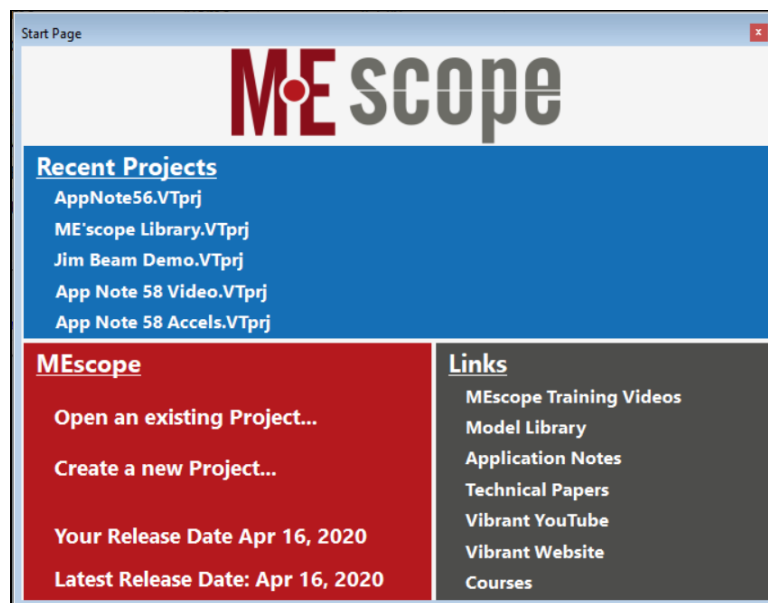 Start Page
x
ME scope
Recent Projects
AppNote56.VTprj
ME'scope Library.VTprj
Jim Beam Demo.VTprj
App Note 58 Video.VTprj
App Note 58 Accels.VTprj
MEscope
Open an existing Project...
Create a new Project...
Your Release Date Apr 16, 2020
Latest Release Date: Apr 16, 2020
Links
MEscope Training Videos
Model Library
Application Notes
Technical Papers
Vibrant YouTube
Vibrant Website
Courses